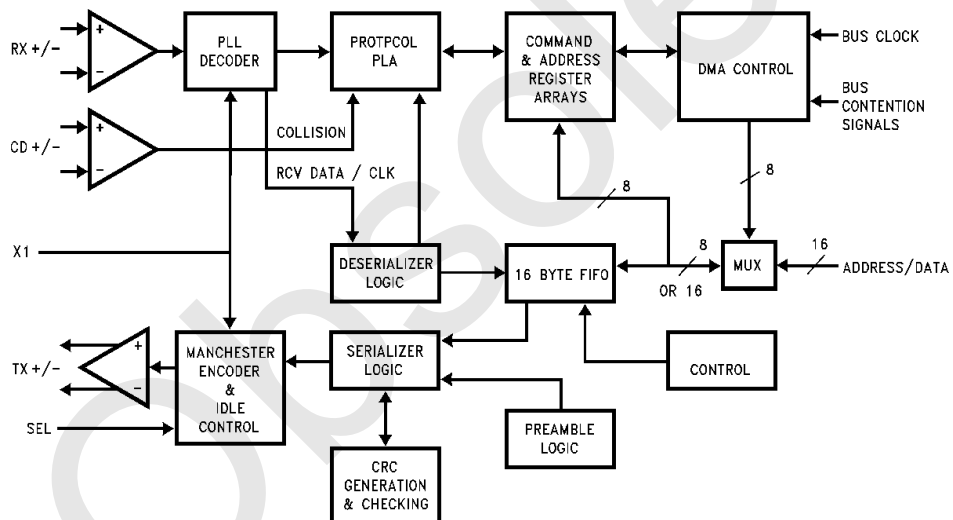 RX +/-
+
-
PLL
DECODER
PROTPCOL
PLA
COMMAND
& ADDRESS
REGISTER
ARRAYS
DMA CONTROL
BUS CLOCK
BUS
CONTENTION
SIGNALS
CD +/-
+
-
COLLISION
RCV DATA / CLK
8
8
X1
DESERIALIZER
LOGIC
16 BYTE FIFO
8
OR 16
MUX
16
ADDRESS/DATA
TX +/-
+
-
SEL
MANCHESTER
ENCODER
&
IDLE
CONTROL
SERIALIZER
LOGIC
CONTROL
PREAMBLE
LOGIC
CRC
GENERATION
& CHECKING
Obsole